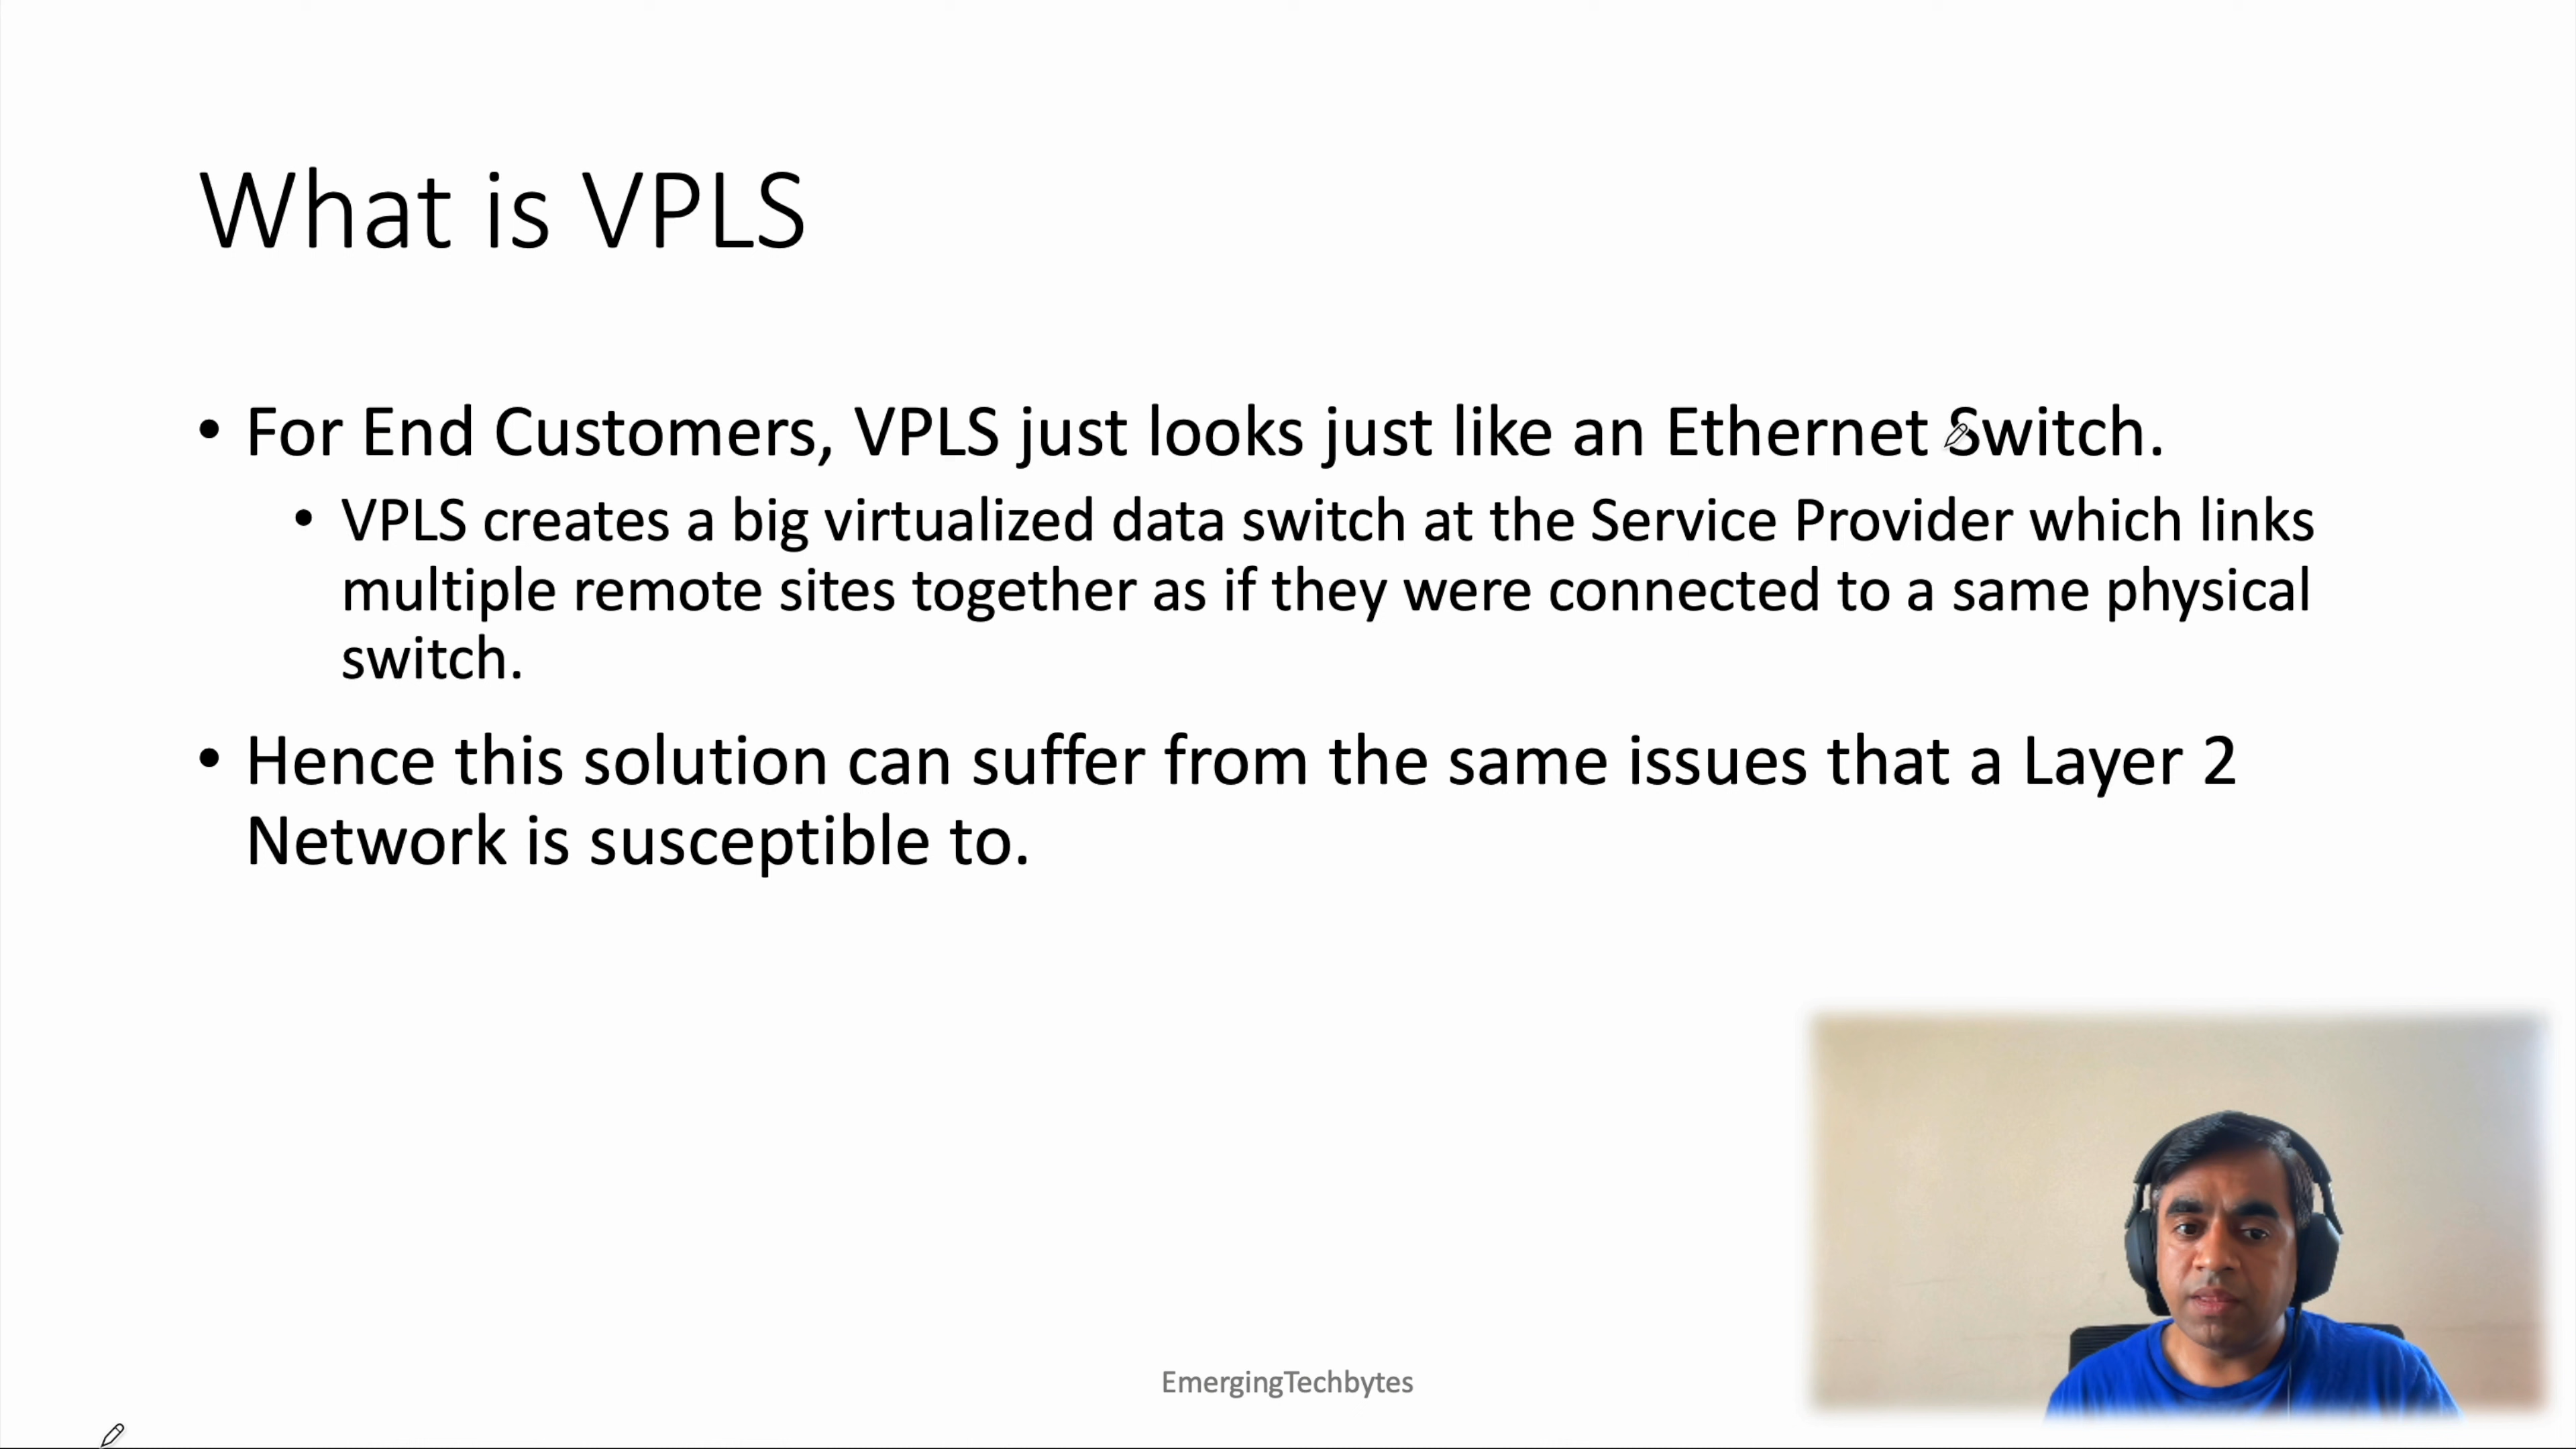 What is VPLS
• For End Customers, VPLS just looks just like an Ethernet Switch.
• VPLS creates a big virtualized data switch at the Service Provider which links
multiple remote sites together as if they were connected to a same physical
switch.
• Hence this solution can suffer from the same issues that a Layer 2
Network is susceptible to.
EmergingTechbytes